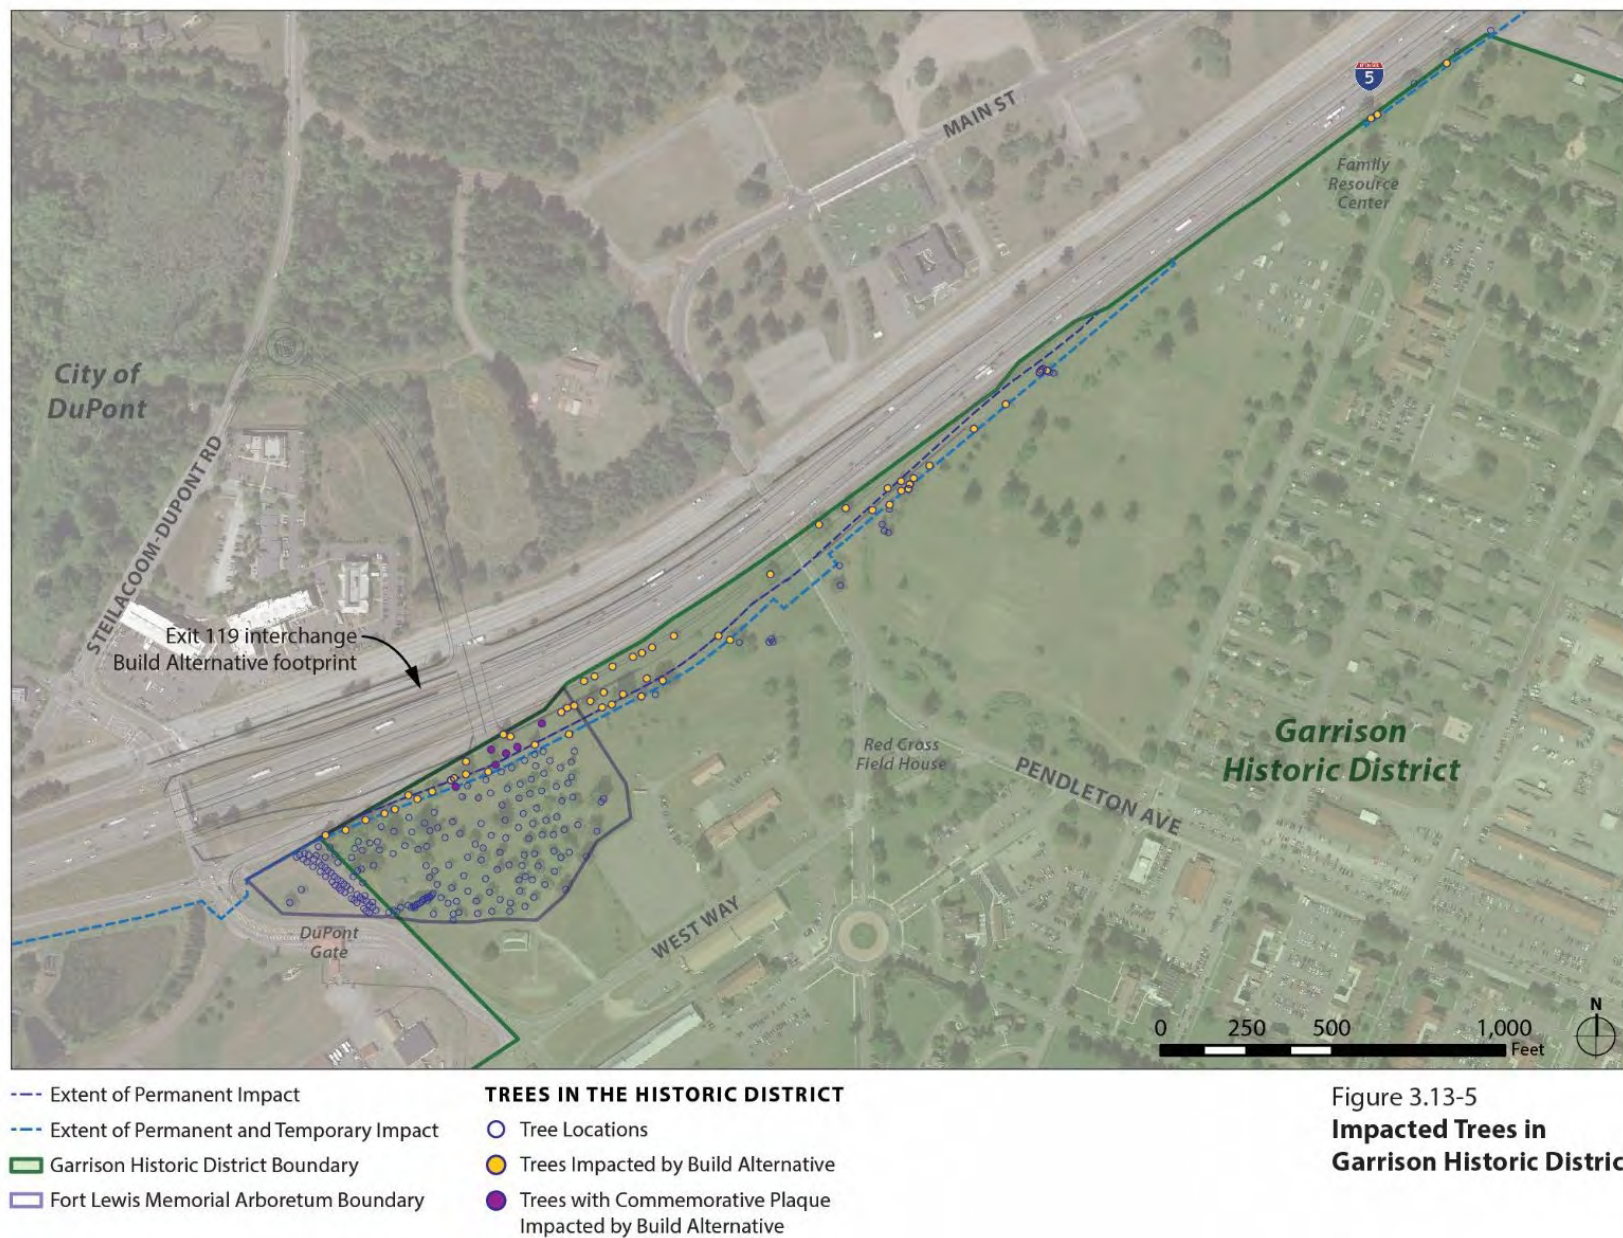 INTERSTATE
5
MAIN ST
Family
Resource
Center
City of
DuPont
STEILACOOM-DUPONT RD
Exit 119 interchange
Build Alternative footprint
Red Cross
Field House
PENDLETON AVE
Garrison
Historic District
WEST WAY
DuPont
Gate
N
0 250 500 1,000
Feet
Extent of Permanent Impact
Extent of Permanent and Temporary Impact
Garrison Historic District Boundary
Fort Lewis Memorial Arboretum Boundary
TREES IN THE HISTORIC DISTRICT
Tree Locations
Trees Impacted by Build Alternative
Trees with Commemorative Plaque
Impacted by Build Alternative
Figure 3.13-5
Impacted Trees in
Garrison Historic Distric